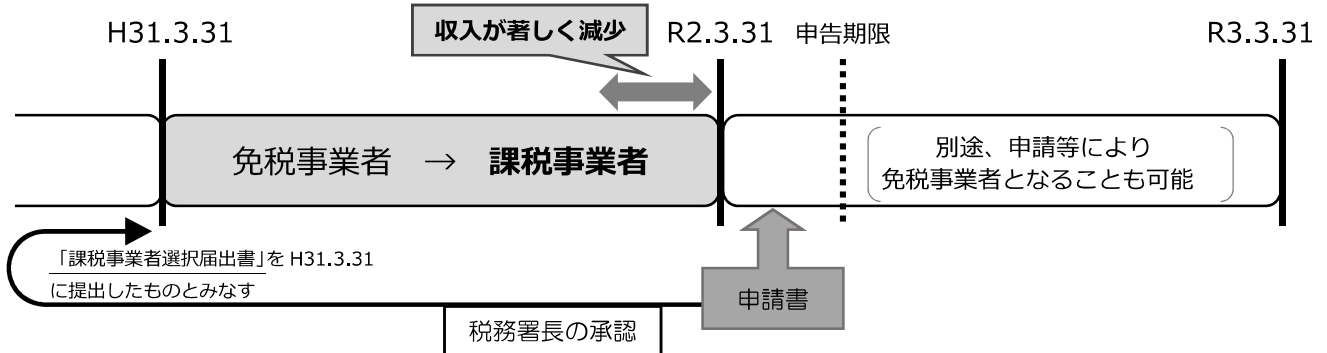 H31.3.31
収入が著しく減少
R2.3.31
申告期限
R3.3.31
免税事業者 → 課税事業者
別途、申請等により
免税事業者となることも可能
「課税事業者選択届出書」を H31.3.31
に提出したものとみなす
申請書
税務署長の承認